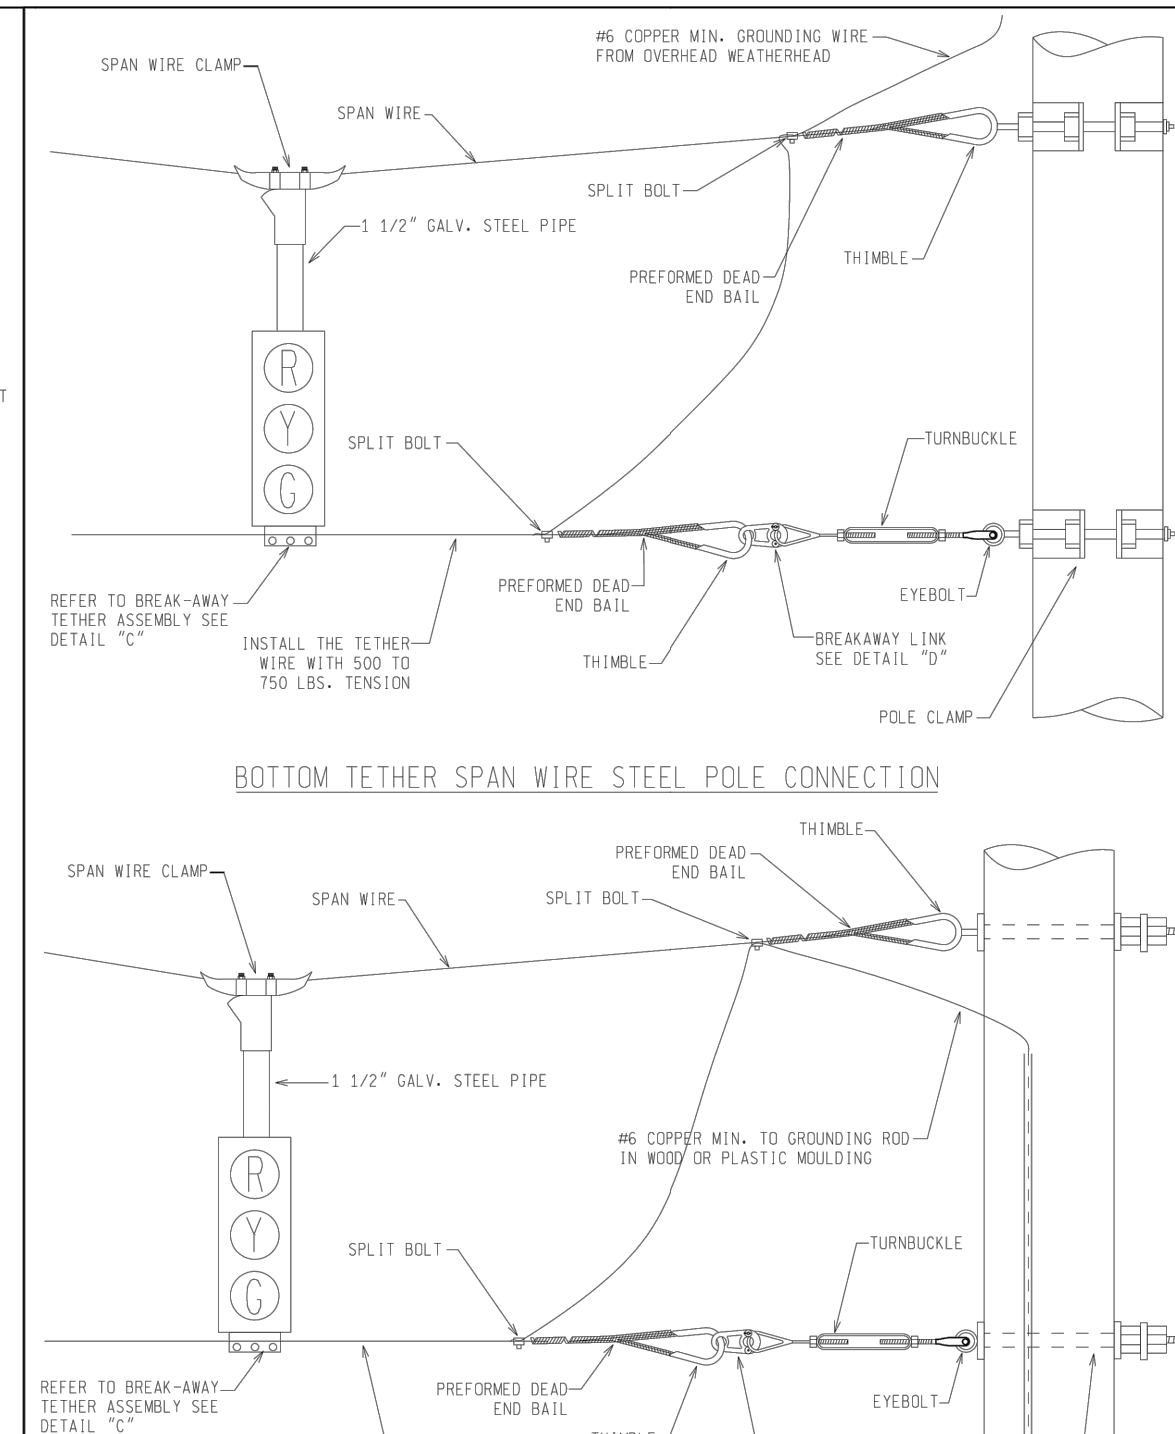 #6 COPPER MIN. GROUNDING WIRE
FROM OVERHEAD WEATHERHEAD
SPAN WIRE CLAMP
SPAN WIRE
SPLIT BOLT
1 1/2" GALV. STEEL PIPE
THIMBLE
PREFORMED DEAD
END BAIL
R
Y
G
T
SPLIT BOLT
TURNBUCKLE
PREFORMED DEAD
END BAIL
EYEBOLT
REFER TO BREAK-AWAY
TETHER ASSEMBLY SEE
DETAIL "C"
INSTALL THE TETHER
WIRE WITH 500 TO
750 LBS. TENSION
THIMBLE
BREAKAWAY LINK
SEE DETAIL "D"
POLE CLAMP
BOTTOM TETHER SPAN WIRE STEEL POLE CONNECTION
THIMBLE
PREFORMED DEAD
END BAIL
SPAN WIRE CLAMP
SPAN WIRE
SPLIT BOLT
1 1/2" GALV. STEEL PIPE
#6 COPPER MIN. TO GROUNDING ROD
IN WOOD OR PLASTIC MOULDING
R
Y
G
SPLIT BOLT
TURNBUCKLE
REFER TO BREAK-AWAY
TETHER ASSEMBLY SEE
DETAIL "C"
PREFORMED DEAD
END BAIL
EYEBOLT
THIMBLE